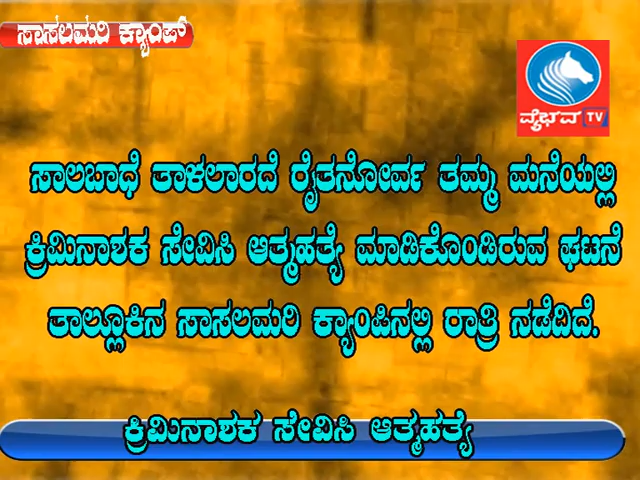 ಸಾಸಲಮರಿ ಕ್ಯಾಂಪ್
ವೈಭವ TV
ಸಾಲಬಾಧೆ ತಾಳಲಾರದೆ ರೈತನೋರ್ವ ತಮ್ಮ ಮನೆಯಲ್ಲಿ
ಕ್ರಿಮಿನಾಶಕ ಸೇವಿಸಿ ಆತ್ಮಹತ್ಯೆ ಮಾಡಿಕೊಂಡಿರುವ ಘಟನೆ
ತಾಲ್ಲೂಕಿನ ಸಾಸಲಮರಿ ಕ್ಯಾಂಪಿನಲ್ಲಿ ರಾತ್ರಿ ನಡೆದಿದೆ.
ಕ್ರಿಮಿನಾಶಕ ಸೇವಿಸಿ ಆತ್ಮಹತ್ಯೆ